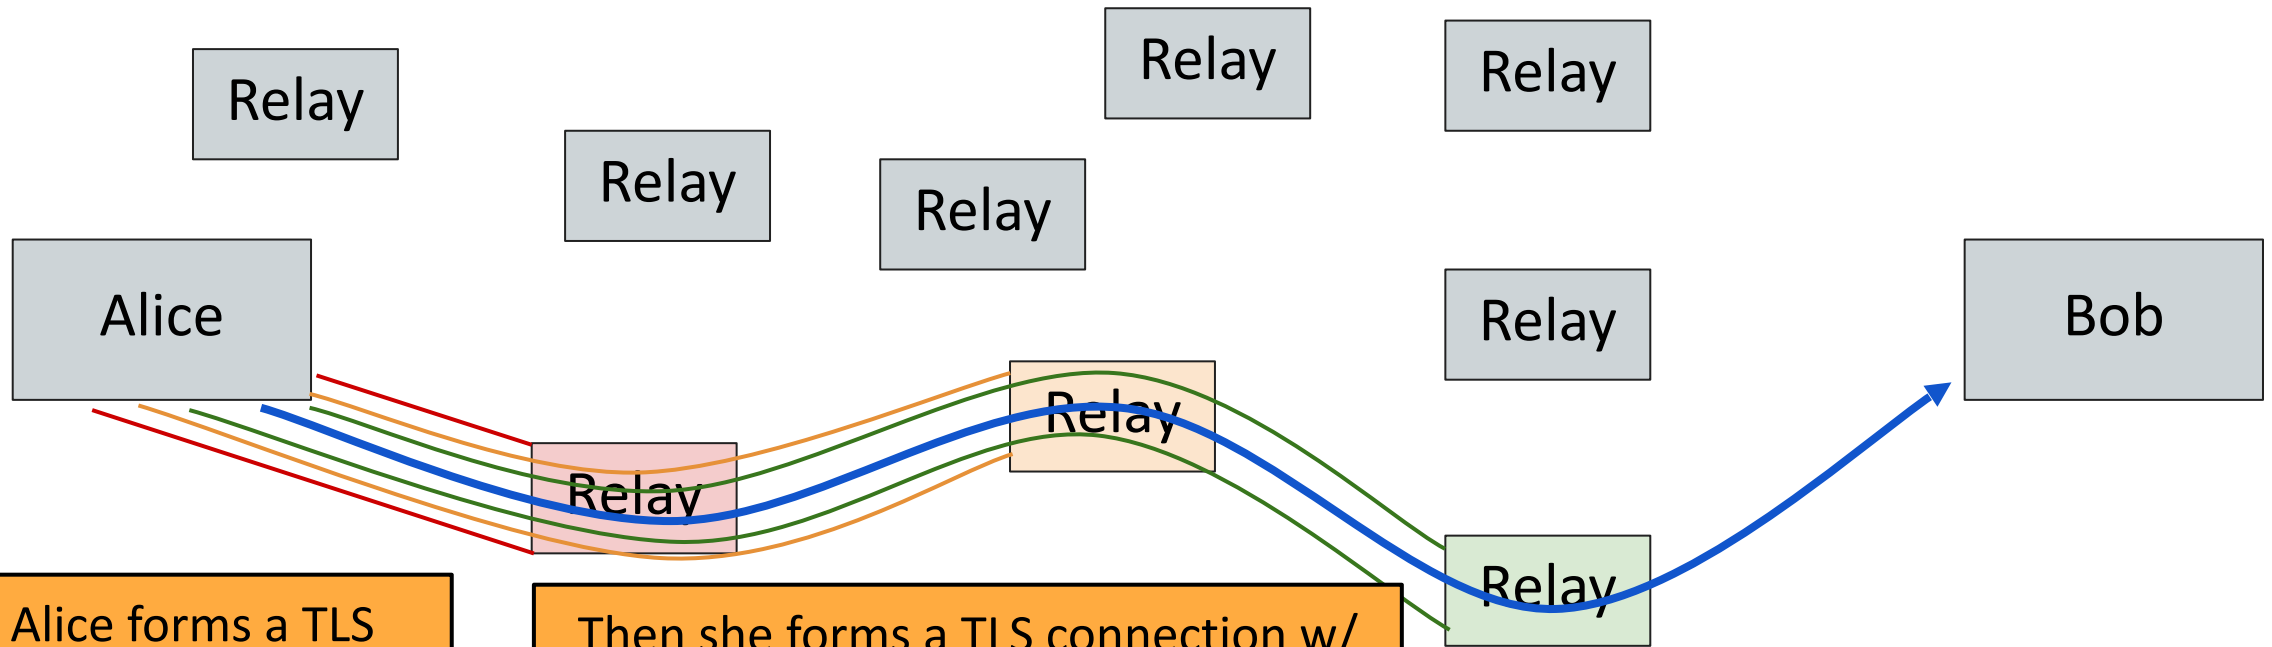 Relay
Relay
Relay
Relay
Relay
Alice
Relay
Bob
Relay
Relay
Relay
Alice forms a TLS
Then she forms a TLS connection w/